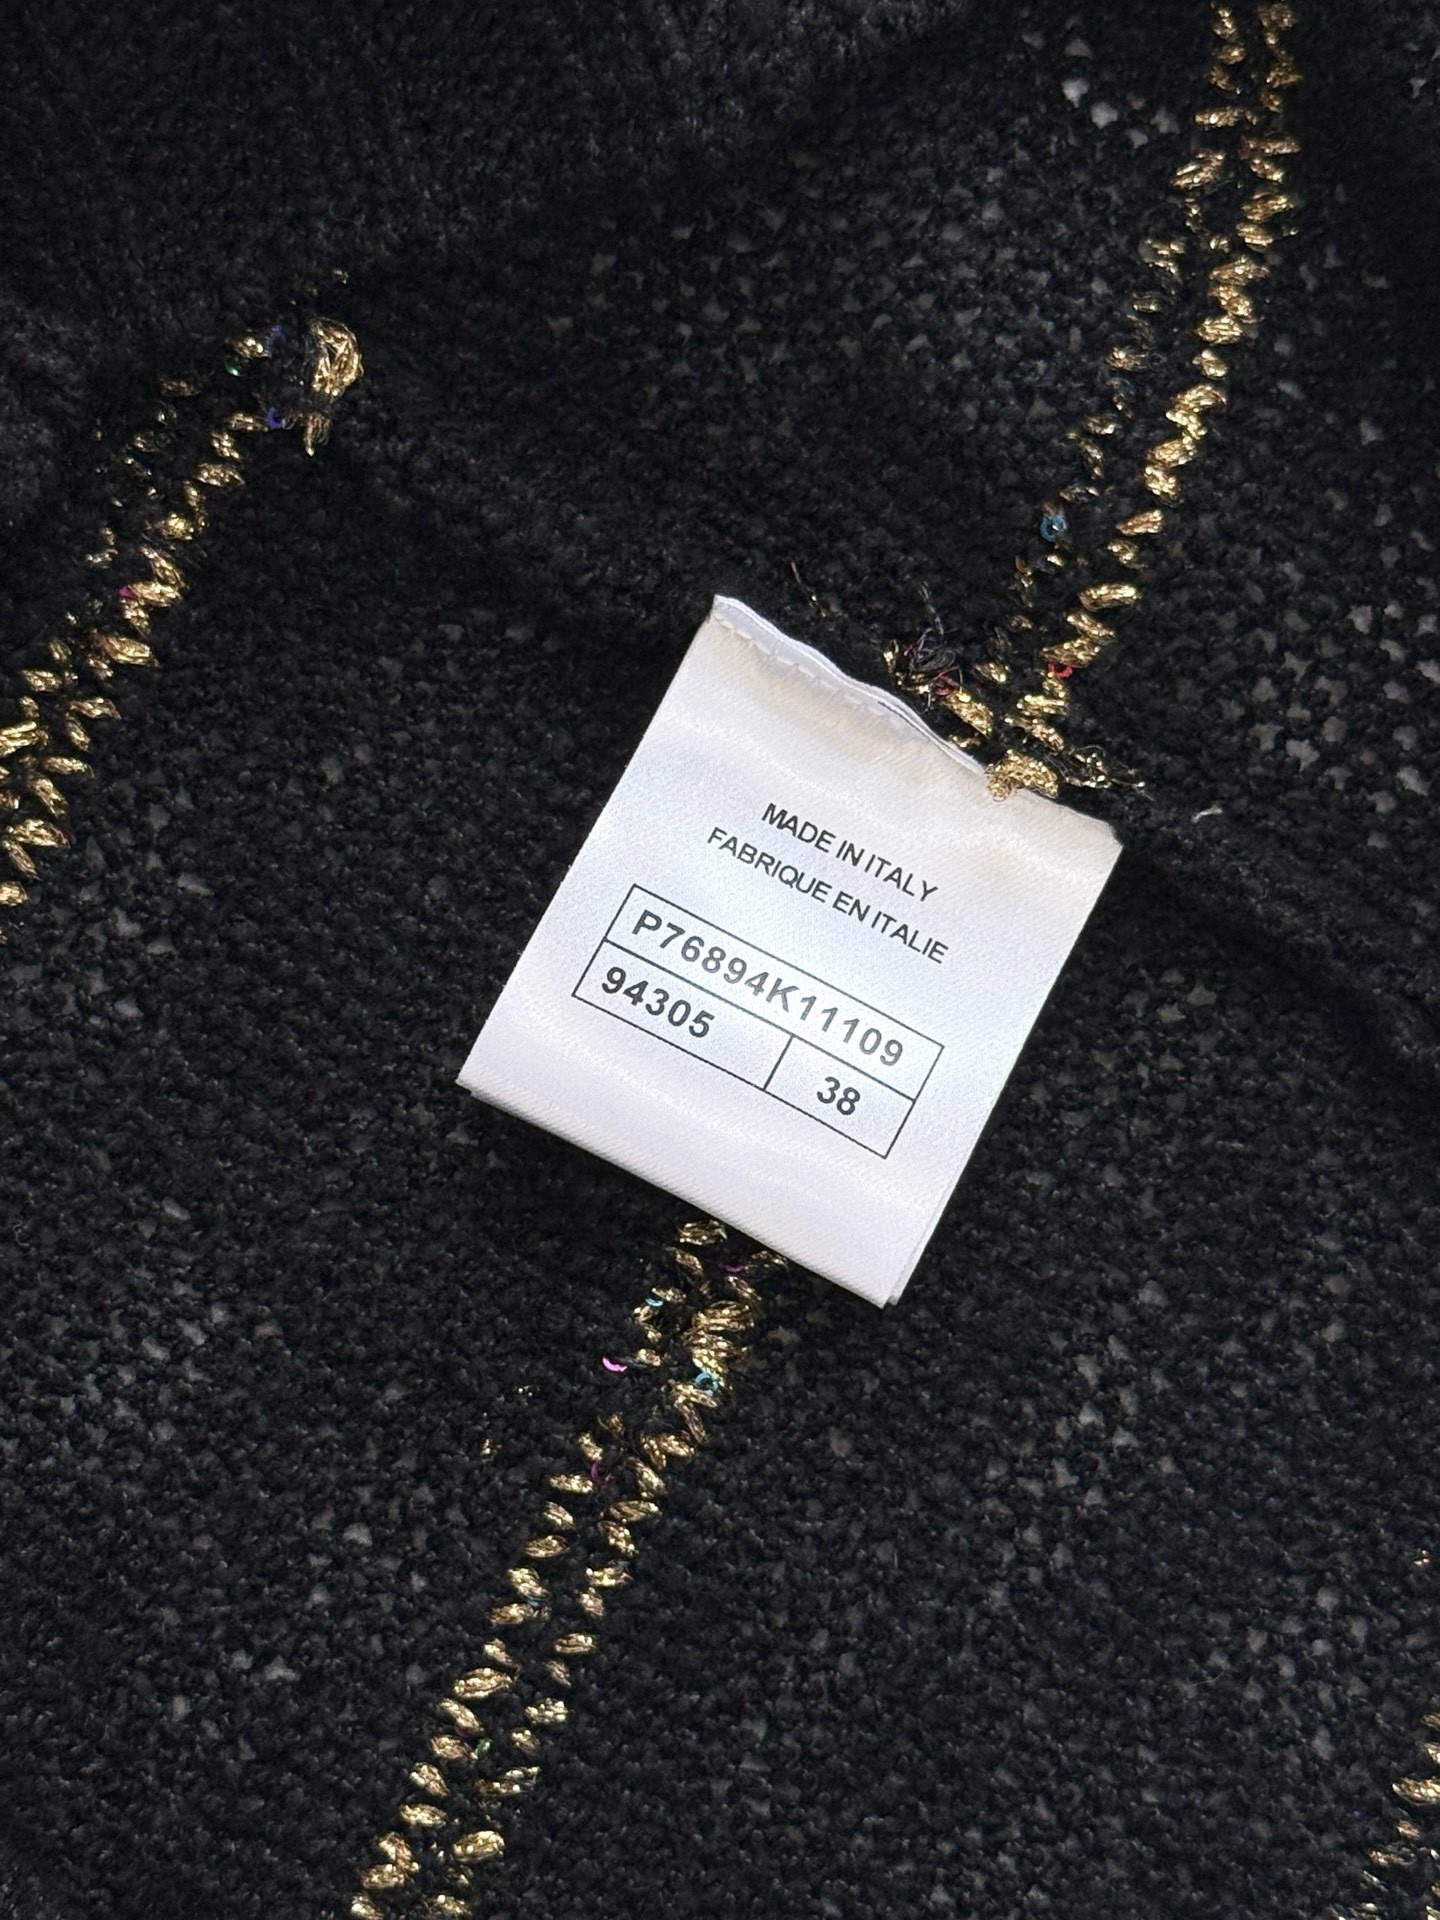 MADE IN ITALY
FABRIQUE EN ITALIE
P76894K11109
94305 38